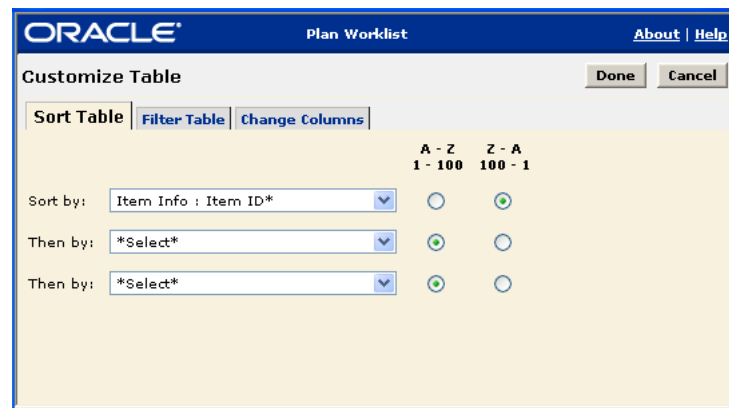 ORACLE® Plan Worklist About | Help
Customize Table Done Cancel
Sort Table Filter Table Change Columns
A - Z Z - A
1 - 100 100 - 1
Sort by: Item Info : Item ID*
Then by: *Select*
Then by: *Select*